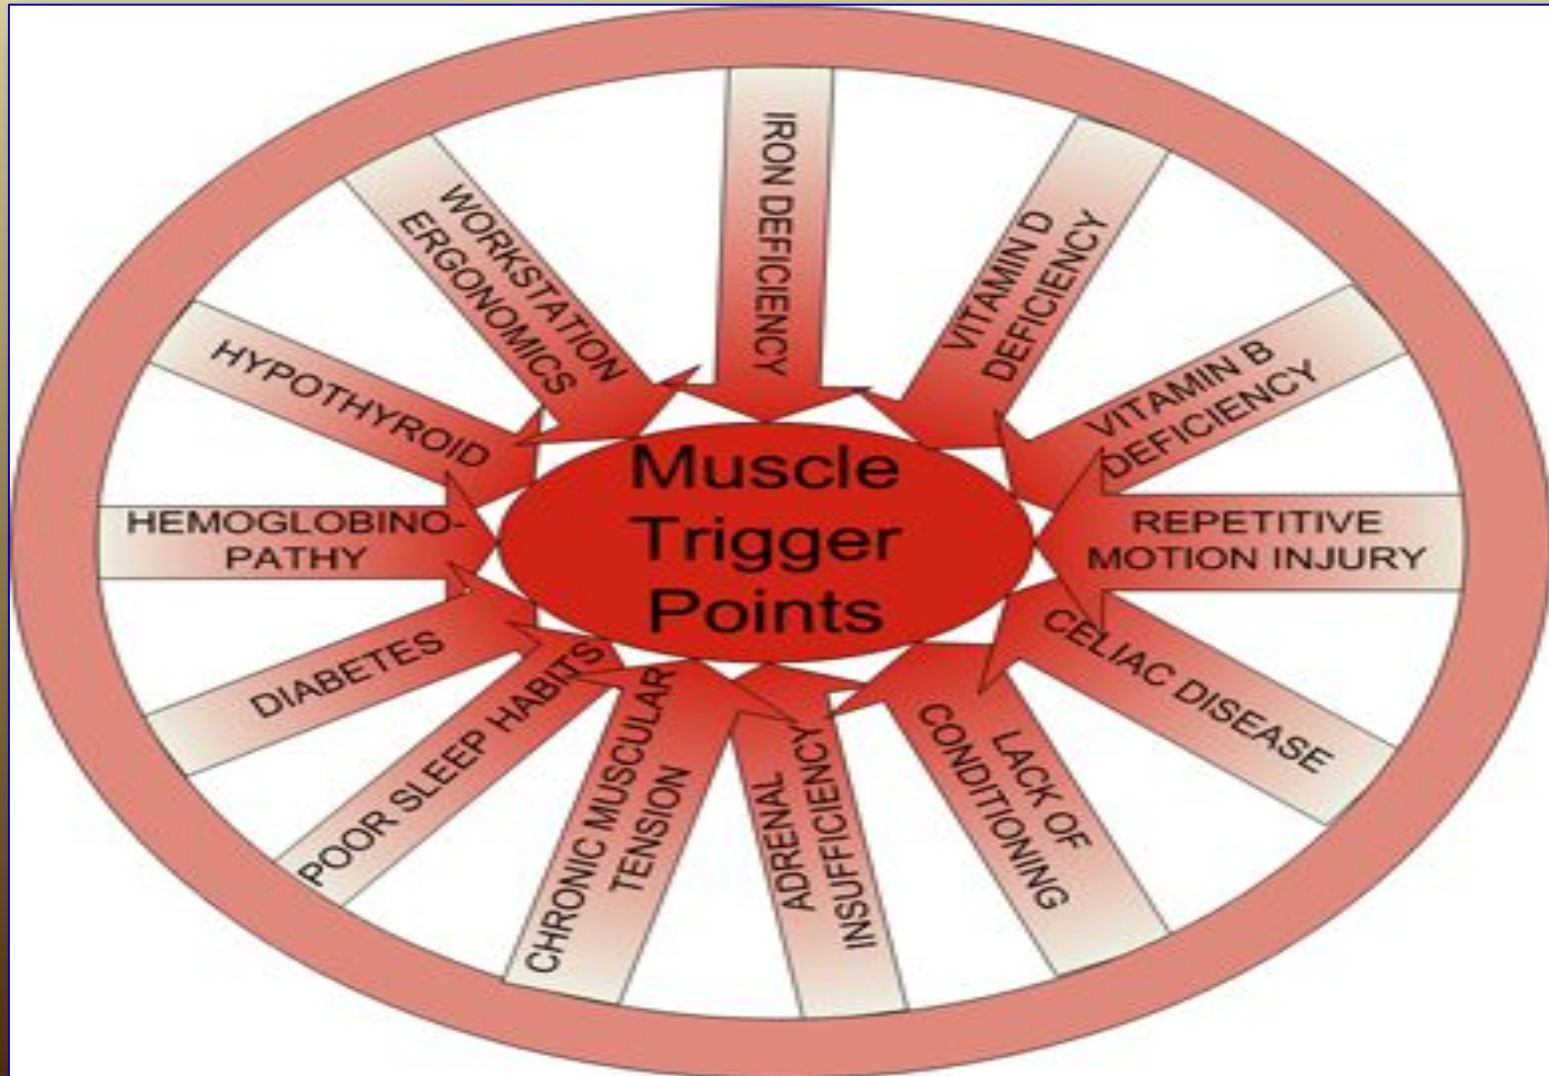 Muscle
Trigger
Points
IRON DEFICIENCY
VITAMIN D
DEFICIENCY
VITAMIN B
DEFICIENCY
REPETITIVE
MOTION INJURY
CELIAC DISEASE
LACK OF
CONDITIONING
ADRENAL
INSUFFICIENCY
CHRONIC MUSCULAR
TENSION
POOR SLEEP HABITS
DIABETES
HEMOGLOBINO-
PATHY
HYPOTHYROID
WORKSTATION
ERGONOMICS